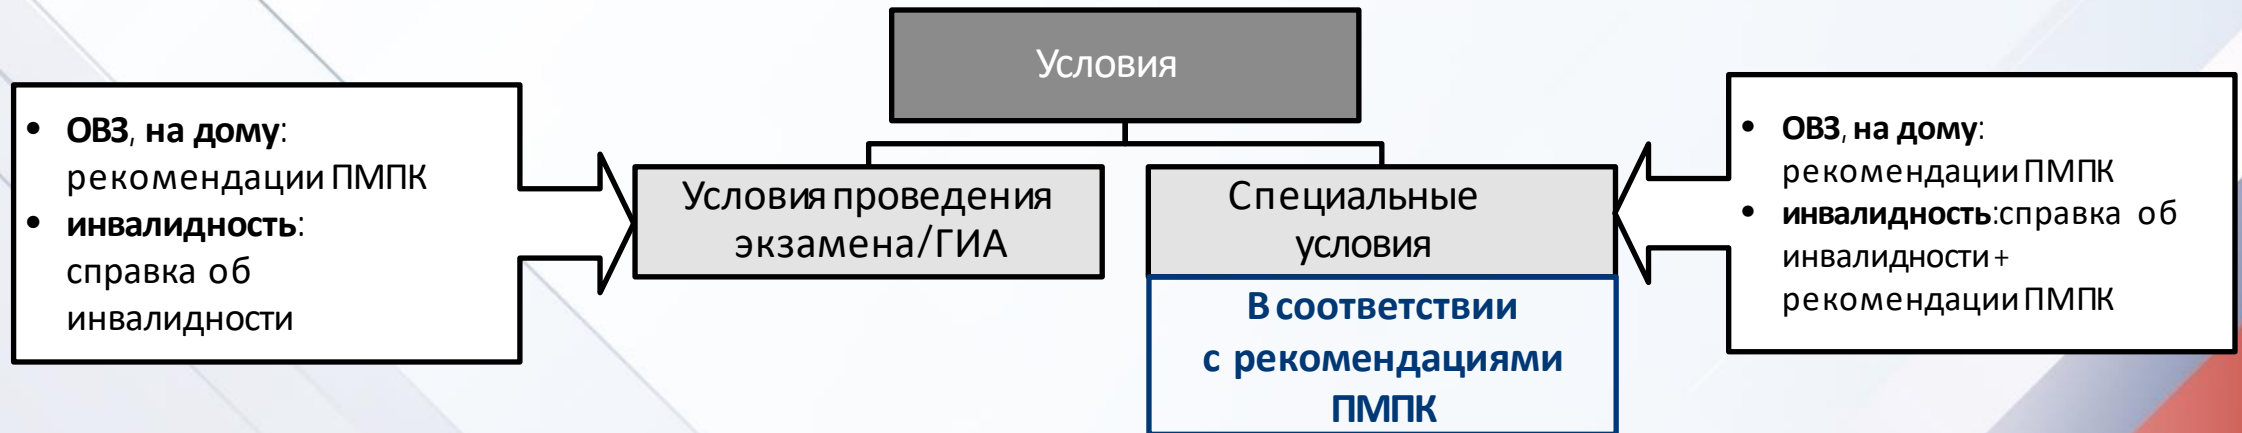 Условия
• ОВЗ, на дому:
рекомендации ПМПК
• инвалидность:
справка об
инвалидности
Условия проведения
экзамена/ГИА
Специальные
условия
В соответствии
с рекомендациями
ПМПК
• ОВЗ, на дому:
рекомендации ПМПК
• инвалидность:справка об
инвалидности+
рекомендации ПМПК